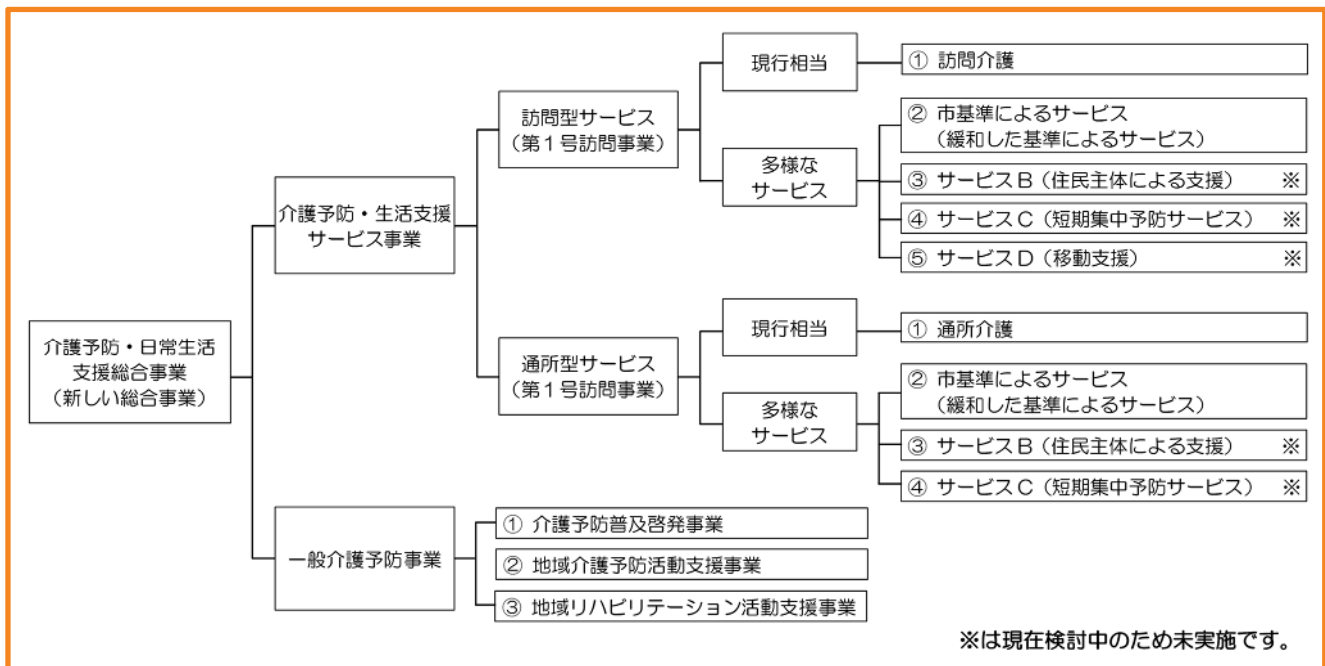 介護予防・日常生活
支援総合事業
（新しい総合事業）
介護予防・生活支援
サービス事業
訪問型サービス
（第１号訪問事業）
現行相当
① 訪問介護
多様な
サービス
② 市基準によるサービス
（緩和した基準によるサービス）
③ サービスＢ（住民主体による支援） ※
④ サービスＣ（短期集中予防サービス） ※
⑤ サービスＤ（移動支援） ※
通所型サービス
（第１号訪問事業）
現行相当
① 通所介護
多様な
サービス
② 市基準によるサービス
（緩和した基準によるサービス）
③ サービスＢ（住民主体による支援） ※
④ サービスＣ（短期集中予防サービス） ※
一般介護予防事業
① 介護予防普及啓発事業
② 地域介護予防活動支援事業
③ 地域リハビリテーション活動支援事業
※は現在検討中のため未実施です。